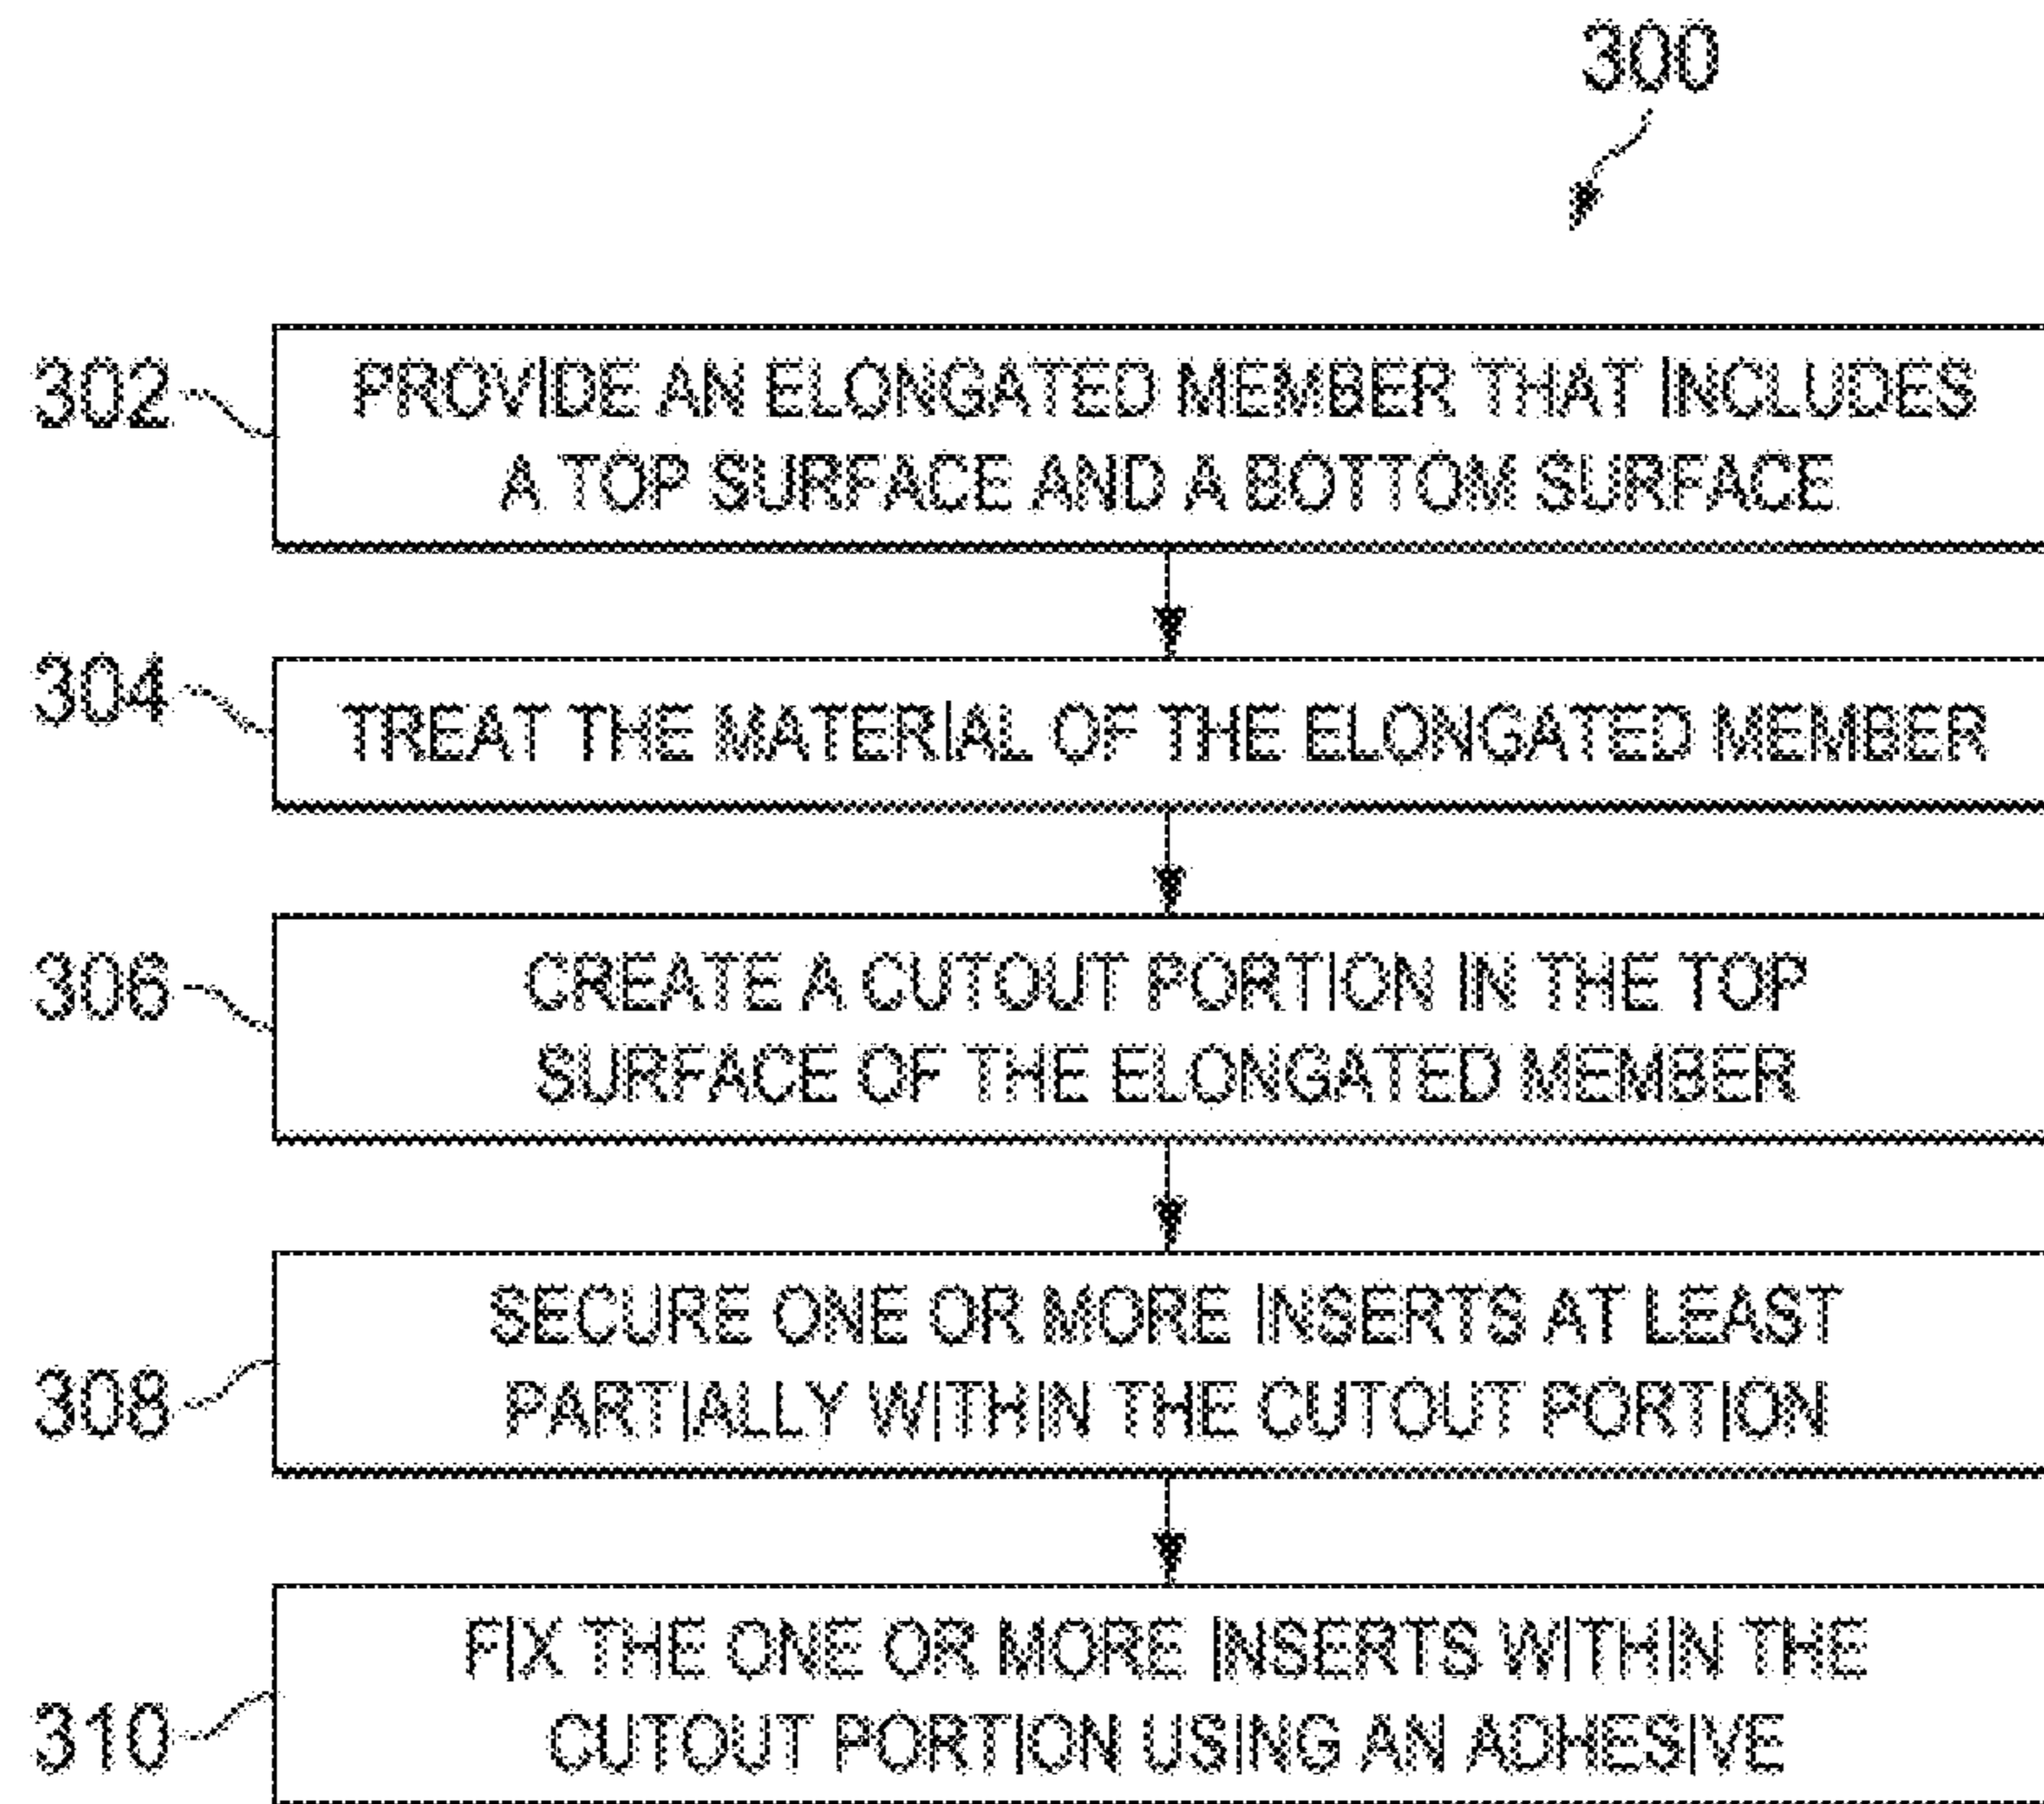 300
302
PROVIDE AN ELONGATED MEMBER THAT INCLUDES
A TOP SURFACE AND A BOTTOM SURFACE
304
TREAT THE MATERIAL OF THE ELONGATED MEMBER
306
CREATE A CUTOUT PORTION IN THE TOP
SURFACE OF THE ELONGATED MEMBER
308
SECURE ONE OR MORE INSERTS AT LEAST
PARTIALLY WITHIN THE CUTOUT PORTION
310
FIX THE ONE OR MORE INSERTS WITHIN THE
CUTOUT PORTION USING AN ADHESIVE